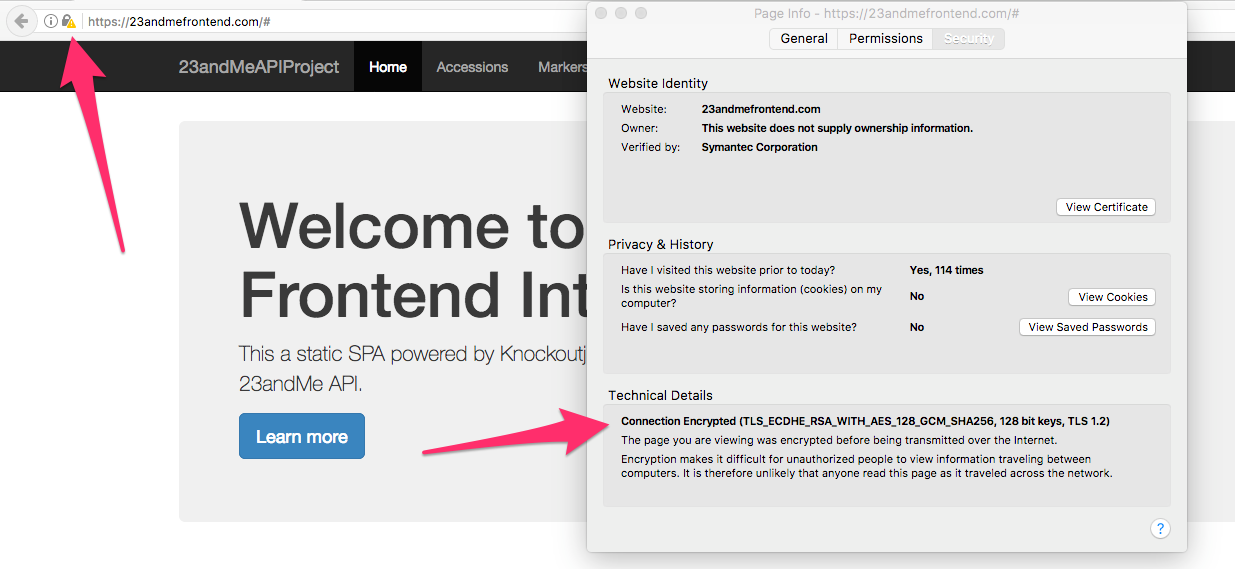 https://23andmefrontend.com/#
23andMeAPIProject
Home
Accessions
Markers
Welcome to
Frontend Int
This a static SPA powered by Knockoutj
23andMe API.
Learn more
Page Info - https://23andmefrontend.com/#
General
Permissions
Security
Website Identity
Website: 23andmefrontend.com
Owner: This website does not supply ownership information.
Verified by: Symantec Corporation
View Certificate
Privacy & History
Have I visited this website prior to today? Yes, 114 times
Is this website storing information (cookies) on my
computer?
No
View Cookies
Have I saved any passwords for this website? No
View Saved Passwords
Technical Details
Connection Encrypted (TLS_ECDHE_RSA_WITH_AES_128_GCM_SHA256, 128 bit keys, TLS 1.2)
The page you are viewing was encrypted before being transmitted over the Internet.
Encryption makes it difficult for unauthorized people to view information traveling between
computers. It is therefore unlikely that anyone read this page as it traveled across the network.
?